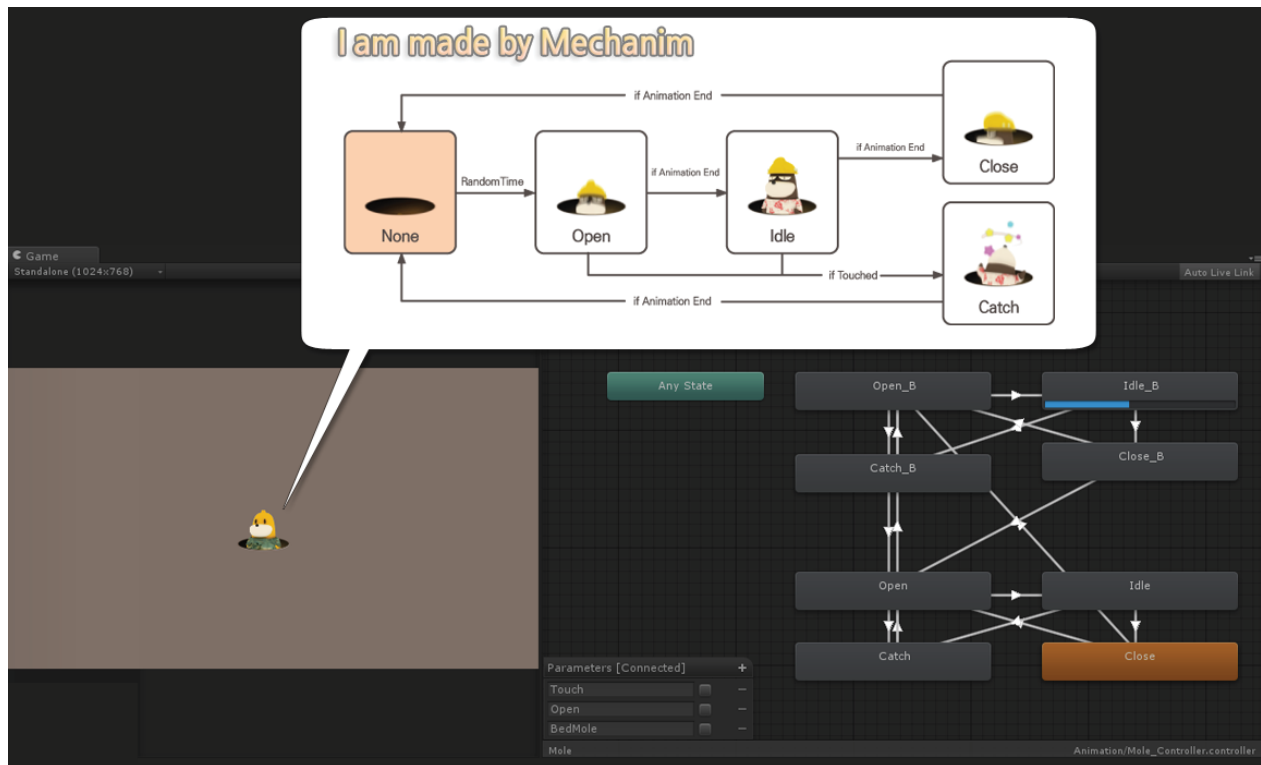 I am made by Mechanim
if Animation End
Close
if Animation End
None
RandomTime
Open
if Animation End
Idle
if Touched
Catch
if Animation End
Game
Standalone (1024x768)
Auto Live Link
Any State
Open_B
Idle_B
Catch_B
Close_B
Open
Idle
Catch
Close
Parameters [Connected] +
Touch
Open
BedMole
Mole
Animation/Mole_Controller.controller